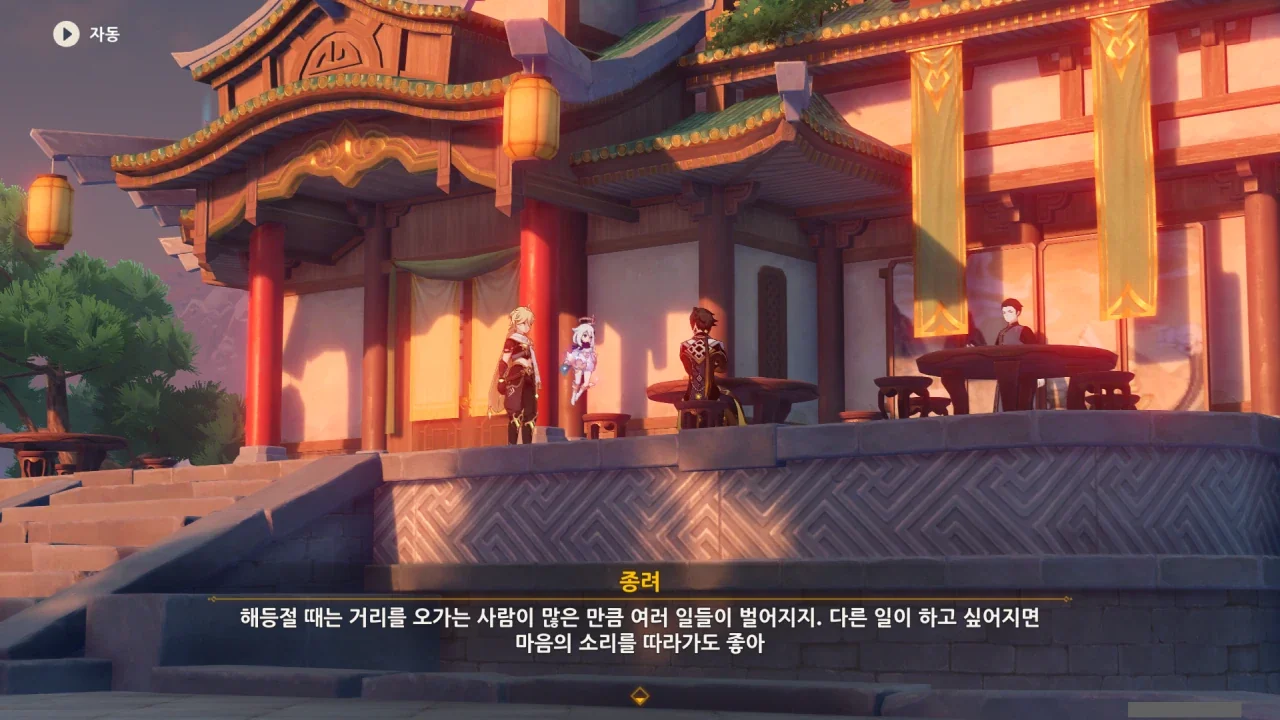 자동
종려
해등절 때는 거리를 오가는 사람이 많은 만큼 여러 일들이 벌어지지. 다른 일이 하고 싶어지면
마음의 소리를 따라가도 좋아